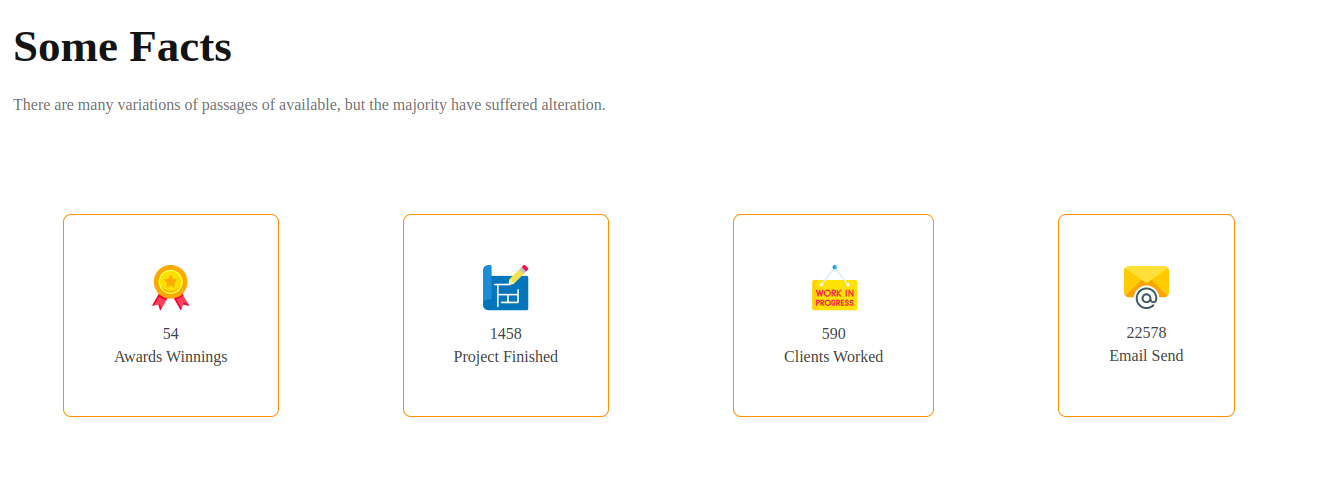 Some Facts
There are many variations of passages of available, but the majority have suffered alteration.
WORK IN
PROGRESS
54
1458
590
22578
Awards Winnings
Project Finished
Clients Worked
Email Send